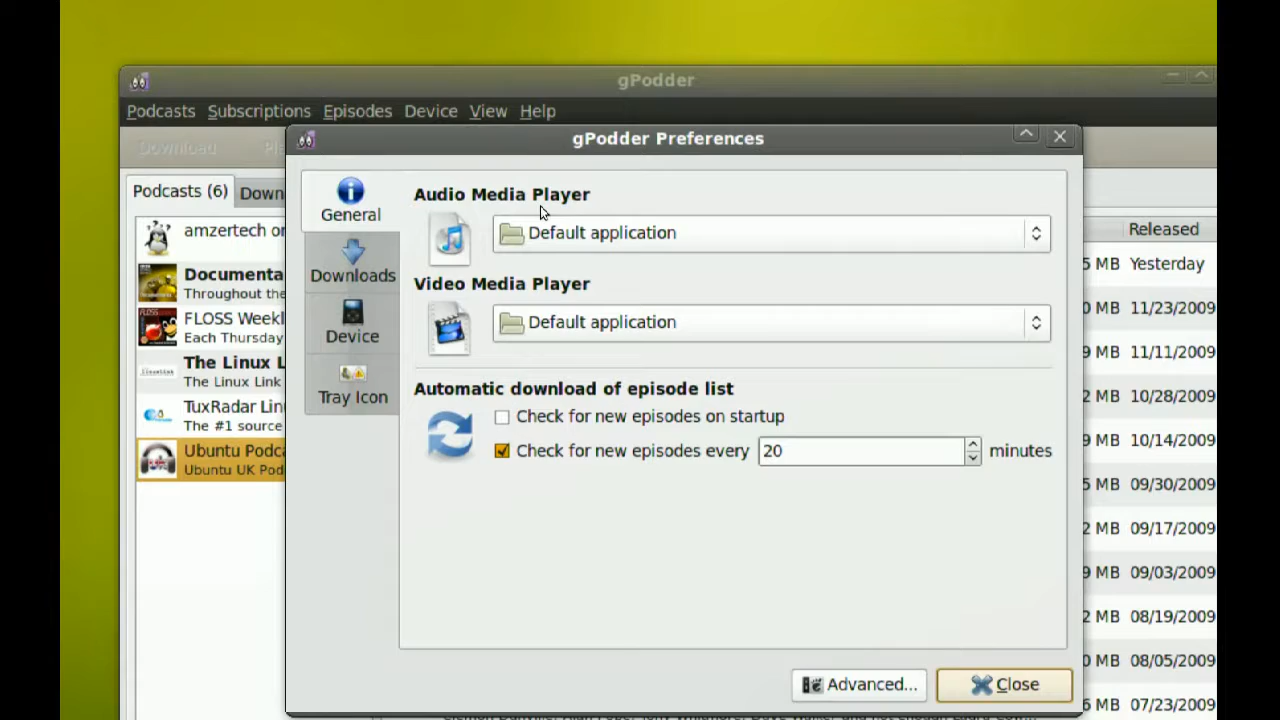 gPodder
Podcasts Subscriptions Episodes Device View Help
gPodder Preferences
Download
Podcasts (6) Down
amzertech on
Documenta
Throughout the
FLOSS Weekl
Each Thursday
The Linux L
The Linux Link
TuxRadar Lin
The #1 source
Ubuntu Podca
Ubuntu UK Pod
General
Downloads
Device
Tray Icon
Audio Media Player
Default application
Video Media Player
Default application
Automatic download of episode list
Check for new episodes on startup
Check for new episodes every 20 minutes
Advanced...
Close
Released
5 MB Yesterday
0 MB 11/23/2009
9 MB 11/11/2009
2 MB 10/28/2009
9 MB 10/14/2009
5 MB 09/30/2009
2 MB 09/17/2009
9 MB 09/03/2009
2 MB 08/19/2009
0 MB 08/05/2009
6 MB 07/23/2009